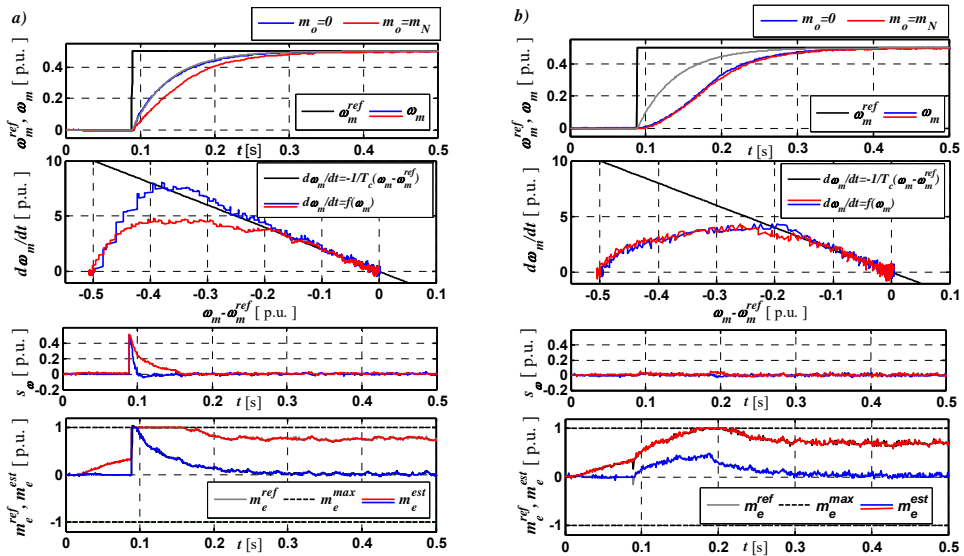 a)
m_o=0 m_o=m_N
ω_m^ref, ω_m [ p.u. ]
0.4
0.2
0
ω_m^ref ω_m
0 0.1 0.2 0.3 0.4 0.5
t [s]
dω_m/dt [ p.u. ]
10
5
0
dω_m/dt=-1/T_c(ω_m-ω_m^ref)
dω_m/dt=f(ω_m)
-0.5 -0.4 -0.3 -0.2 -0.1 0 0.1
ω_m-ω_m^ref [ p.u. ]
s_ω [ p.u. ]
0.4
0.2
0
0 0.1 0.2 0.3 0.4 0.5
t [s]
m_e^ref, m_e^est [ p.u. ]
1
0
-1
m_e^ref m_e^max m_e^est
0 0.1 0.2 0.3 0.4 0.5
t [s]
b)
m_o=0 m_o=m_N
ω_m^ref, ω_m [ p.u. ]
0.4
0.2
0
ω_m^ref ω_m
0 0.1 0.2 0.3 0.4 0.5
t [s]
dω_m/dt [ p.u. ]
10
5
0
dω_m/dt=-1/T_c(ω_m-ω_m^ref)
dω_m/dt=f(ω_m)
-0.5 -0.4 -0.3 -0.2 -0.1 0 0.1
ω_m-ω_m^ref [ p.u. ]
s_ω [ p.u. ]
0.4
0.2
0
0 0.1 0.2 0.3 0.4 0.5
t [s]
m_e^ref, m_e^est [ p.u. ]
1
0
-1
m_e^ref m_e^max m_e^est
0 0.1 0.2 0.3 0.4 0.5
t [s]